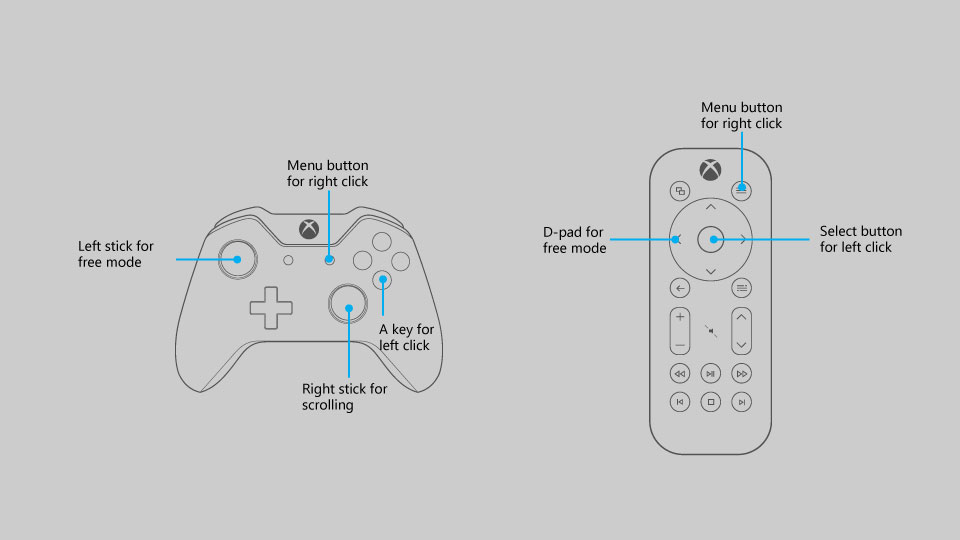 Menu button
for right click
Left stick for
free mode
A key for
left click
Right stick for
scrolling
Menu button
for right click
D-pad for
free mode
Select button
for left click